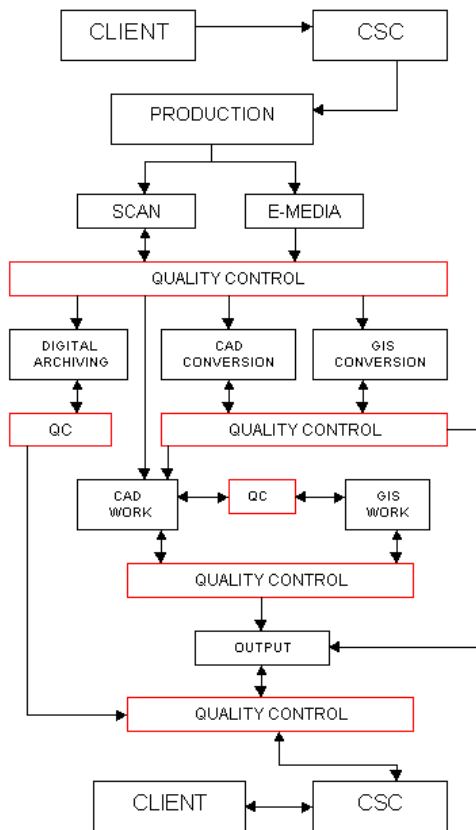 CLIENT
CSC
PRODUCTION
SCAN
E-MEDIA
QUALITY CONTROL
DIGITAL
ARCHIVING
CAD
CONVERSION
GIS
CONVERSION
QC
QUALITY CONTROL
CAD
WORK
QC
GIS
WORK
QUALITY CONTROL
OUTPUT
QUALITY CONTROL
CLIENT
CSC